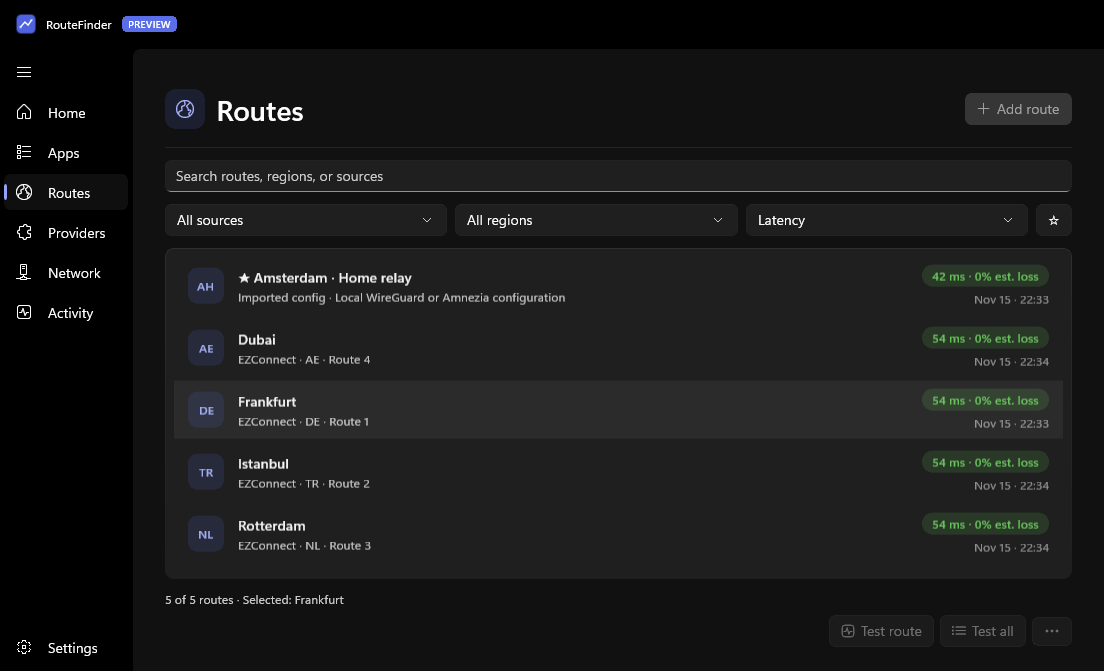 RouteFinder PREVIEW
Home
Apps
Routes
Providers
Network
Activity
Settings
Routes
Add route
Search routes, regions, or sources
All sources
All regions
Latency
AH
★ Amsterdam · Home relay
Imported config · Local WireGuard or Amnezia configuration
42 ms · 0% est. loss
Nov 15 · 22:33
AE
Dubai
EZConnect · AE · Route 4
54 ms · 0% est. loss
Nov 15 · 22:34
DE
Frankfurt
EZConnect · DE · Route 1
54 ms · 0% est. loss
Nov 15 · 22:33
TR
Istanbul
EZConnect · TR · Route 2
54 ms · 0% est. loss
Nov 15 · 22:34
NL
Rotterdam
EZConnect · NL · Route 3
54 ms · 0% est. loss
Nov 15 · 22:34
5 of 5 routes · Selected: Frankfurt
Test route
Test all